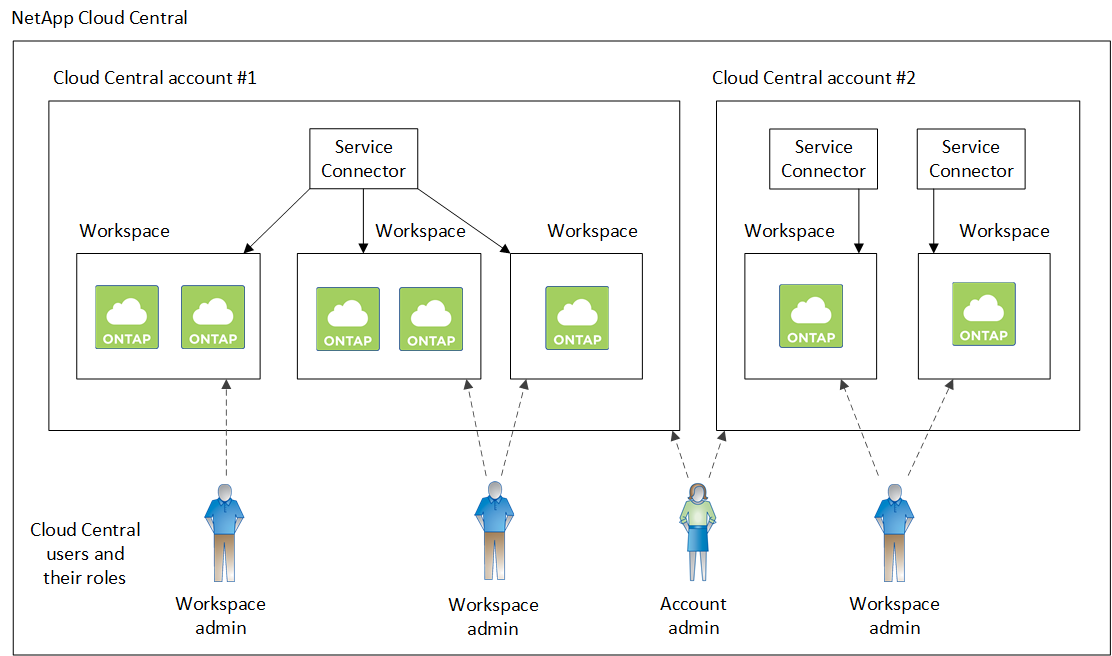 NetApp Cloud Central
Cloud Central account #1
Cloud Central account #2
Service
Connector
Service
Connector
Service
Connector
Workspace
Workspace
Workspace
Workspace
Workspace
ONTAP
ONTAP
ONTAP
ONTAP
ONTAP
ONTAP
ONTAP
Cloud Central
users and
their roles
Workspace
admin
Workspace
admin
Account
admin
Workspace
admin